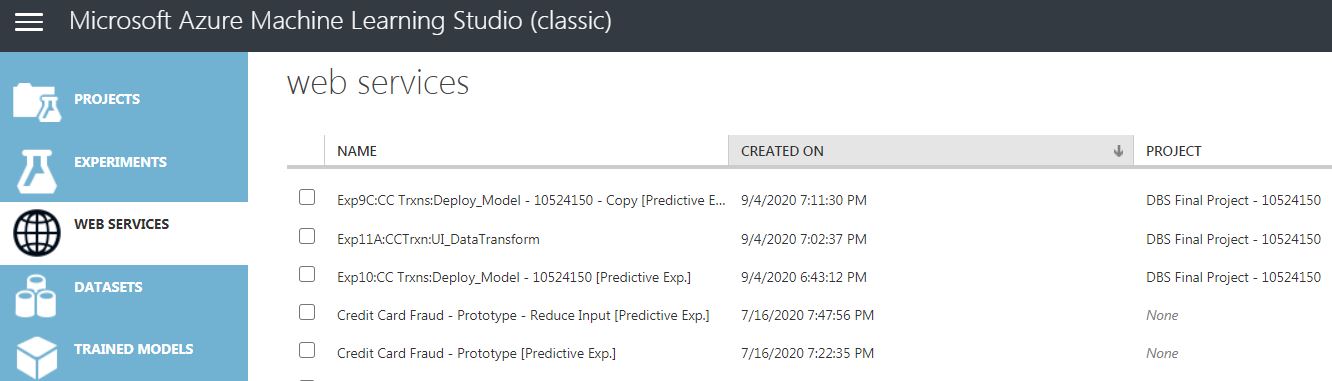 Microsoft Azure Machine Learning Studio (classic)
PROJECTS
EXPERIMENTS
WEB SERVICES
DATASETS
TRAINED MODELS
web services
NAME CREATED ON PROJECT
Exp9C:CC Trxns:Deploy_Model - 10524150 - Copy [Predictive E... 9/4/2020 7:11:30 PM DBS Final Project - 10524150
Exp11A:CCTrxn:UI_DataTransform 9/4/2020 7:02:37 PM DBS Final Project - 10524150
Exp10:CC Trxns:Deploy_Model - 10524150 [Predictive Exp.] 9/4/2020 6:43:12 PM DBS Final Project - 10524150
Credit Card Fraud - Prototype - Reduce Input [Predictive Exp.] 7/16/2020 7:47:56 PM None
Credit Card Fraud - Prototype [Predictive Exp.] 7/16/2020 7:22:35 PM None